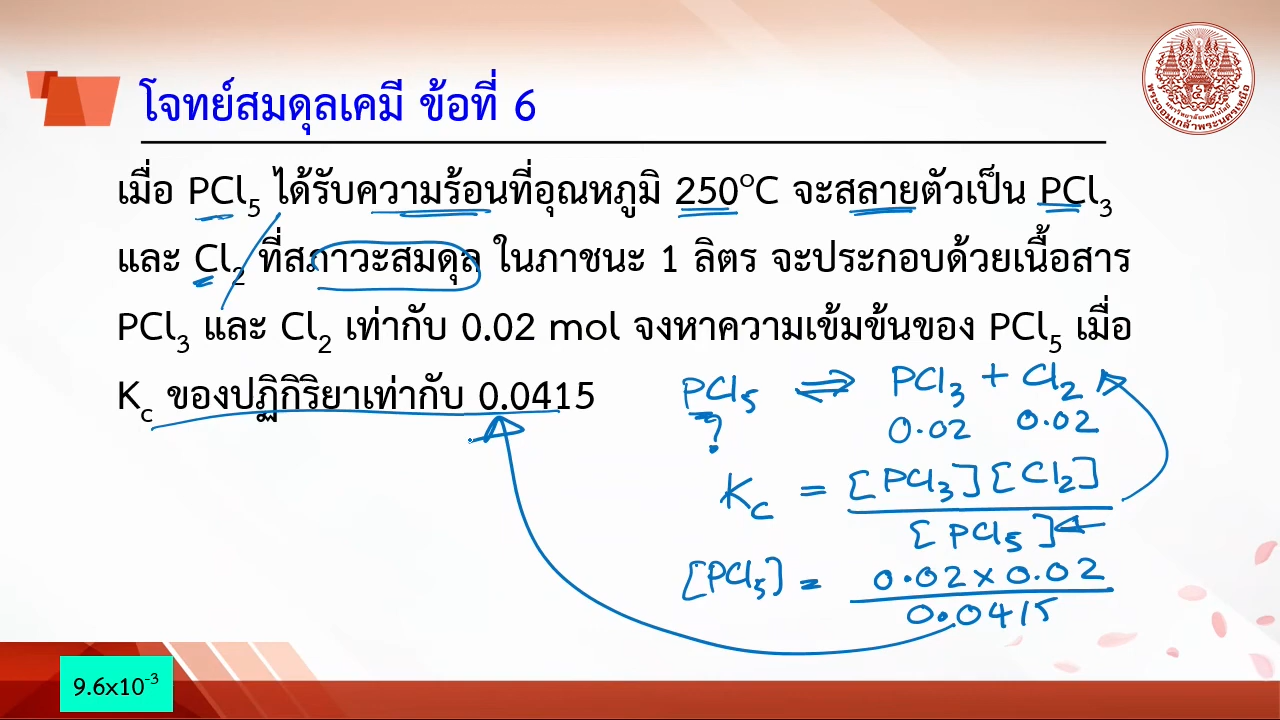 โจทย์สมดุลเคมี ข้อที่ 6
เมื่อ PCl₅ ได้รับความร้อนที่อุณหภูมิ 250°C จะสลายตัวเป็น PCl₃
และ Cl₂ ที่สภาวะสมดุล ในภาชนะ 1 ลิตร จะประกอบด้วยเนื้อสาร
PCl₃ และ Cl₂ เท่ากับ 0.02 mol จงหาความเข้มข้นของ PCl₅ เมื่อ
K꜀ ของปฏิกิริยาเท่ากับ 0.0415
PCl₅ ⇌ PCl₃ + Cl₂
? 0.02 0.02
K꜀ = [PCl₃][Cl₂]
[PCl₅]
[PCl₅] = 0.02 x 0.02
0.0415
9.6x10⁻³